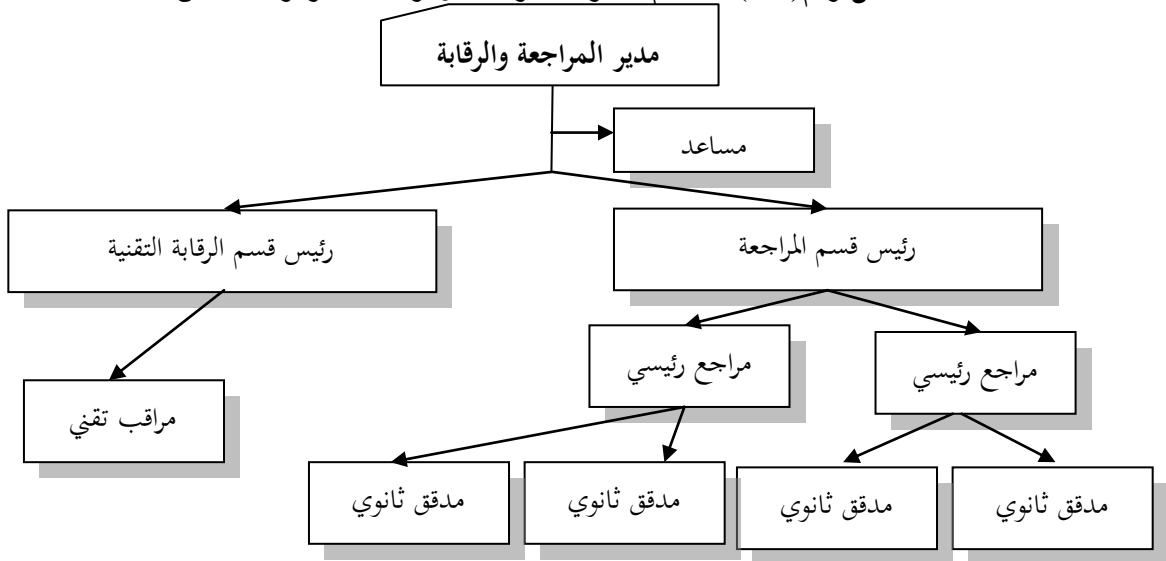 مدير المراجعة والرقابة
مساعد
رئيس قسم المراجعة
رئيس قسم الرقابة التقنية
مراجع رئيسي
مراجع رئيسي
مراقب تقني
مدقق ثانوي
مدقق ثانوي
مدقق ثانوي
مدقق ثانوي